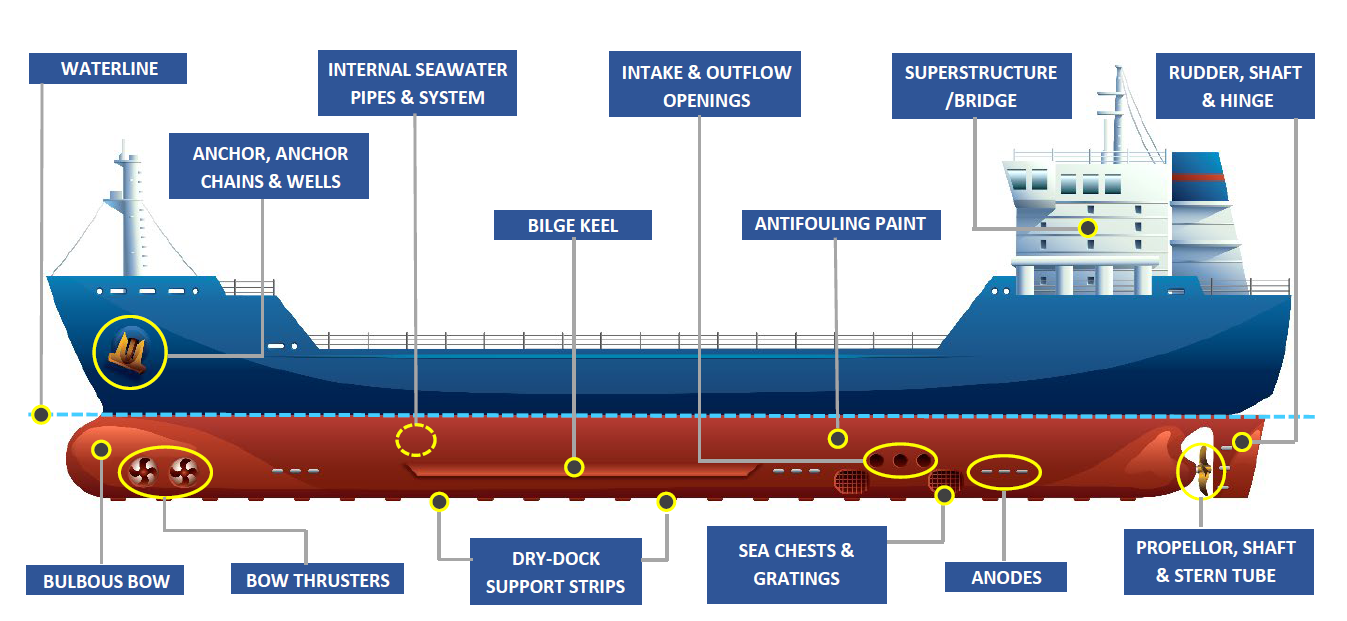 WATERLINE
INTERNAL SEAWATER
PIPES & SYSTEM
INTAKE & OUTFLOW
OPENINGS
SUPERSTRUCTURE
/BRIDGE
RUDDER, SHAFT
& HINGE
ANCHOR, ANCHOR
CHAINS & WELLS
BILGE KEEL
ANTIFOULING PAINT
BULBOUS BOW
BOW THRUSTERS
DRY-DOCK
SUPPORT STRIPS
SEA CHESTS &
GRATINGS
ANODES
PROPELLOR, SHAFT
& STERN TUBE